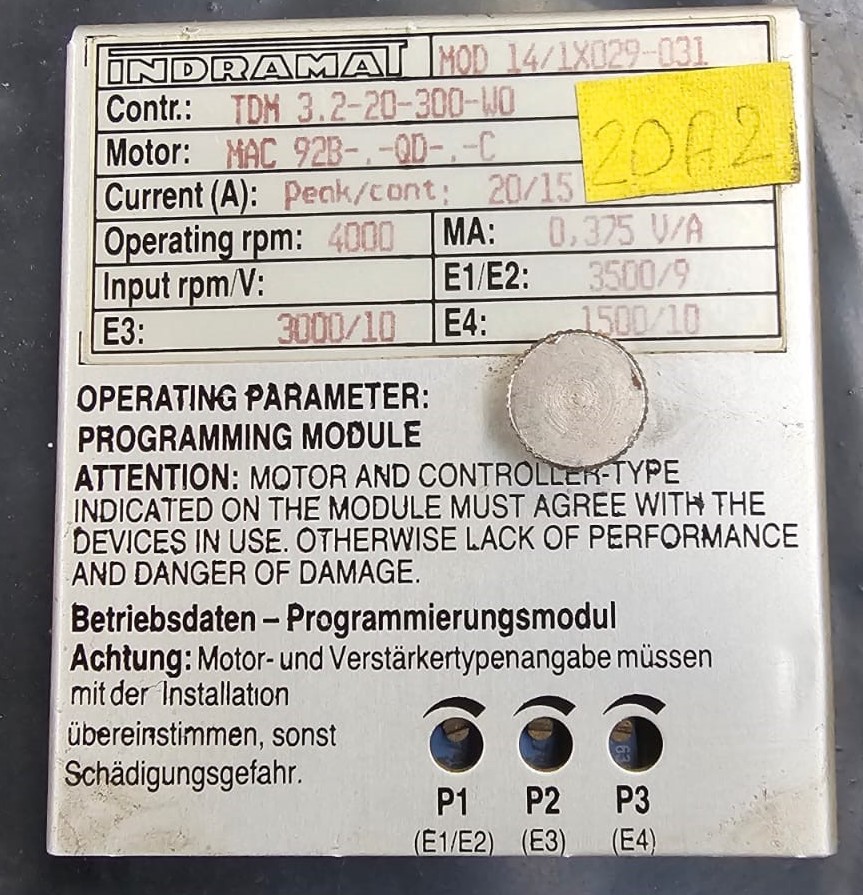 INDRAMAT MOD 14/1X029-031
Contr.: TDM 3.2-20-300-W0
Motor: MAC 92B-.-QD-.-C
20A2
Current (A): Peak/cont: 20/15
Operating rpm: 4000 MA: 0,375 V/A
Input rpm/V: E1/E2: 3500/9
E3: 3000/10 E4: 1500/10
OPERATING PARAMETER:
PROGRAMMING MODULE
ATTENTION: MOTOR AND CONTROLLER-TYPE
INDICATED ON THE MODULE MUST AGREE WITH THE
DEVICES IN USE. OTHERWISE LACK OF PERFORMANCE
AND DANGER OF DAMAGE.
Betriebsdaten – Programmierungsmodul
Achtung: Motor- und Verstärkertypenangabe müssen
mit der Installation
übereinstimmen, sonst
Schädigungsgefahr.
P1 P2 P3
(E1/E2) (E3) (E4)